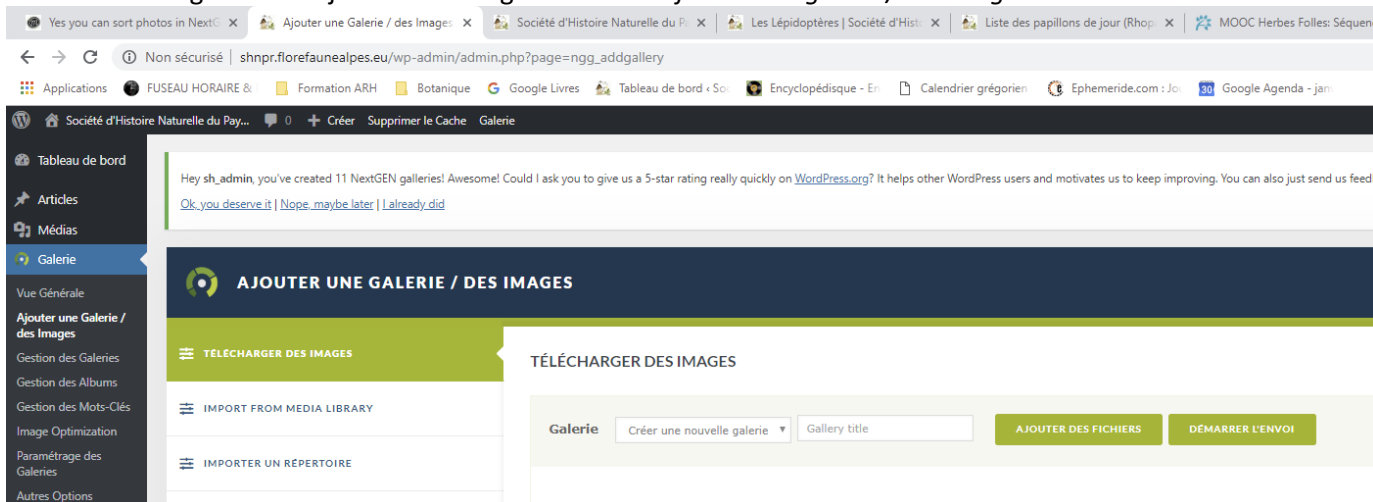 Yes you can sort photos in NextG Ajouter une Galerie / des Images Société d'Histoire Naturelle du Pa Les Lépidoptères | Société d'Histo Liste des papillons de jour (Rhop MOOC Herbes Folles: Séquen
Non sécurisé | shnpr.florefaunealpes.eu/wp-admin/admin.php?page=ngg_addgallery
Applications FUSEAU HORAIRE & Formation ARH Botanique Google Livres Tableau de bord ‹ Soc Encyclopédisque - En Calendrier grégorien Ephemeride.com : Jou 30 Google Agenda - jan
Société d'Histoire Naturelle du Pay... 0 + Créer Supprimer le Cache Galerie
Tableau de bord
Hey sh_admin, you've created 11 NextGEN galleries! Awesome! Could I ask you to give us a 5-star rating really quickly on WordPress.org? It helps other WordPress users and motivates us to keep improving. You can also just send us feed
Ok, you deserve it | Nope, maybe later | I already did
Articles
Médias
Galerie
AJOUTER UNE GALERIE / DES IMAGES
Vue Générale
Ajouter une Galerie /
des Images
Gestion des Galeries
Gestion des Albums
Gestion des Mots-Clés
Image Optimization
Paramétrage des
Galeries
Autres Options
TÉLÉCHARGER DES IMAGES
IMPORT FROM MEDIA LIBRARY
IMPORTER UN RÉPERTOIRE
TÉLÉCHARGER DES IMAGES
Galerie Créer une nouvelle galerie Gallery title AJOUTER DES FICHIERS DÉMARRER L'ENVOI